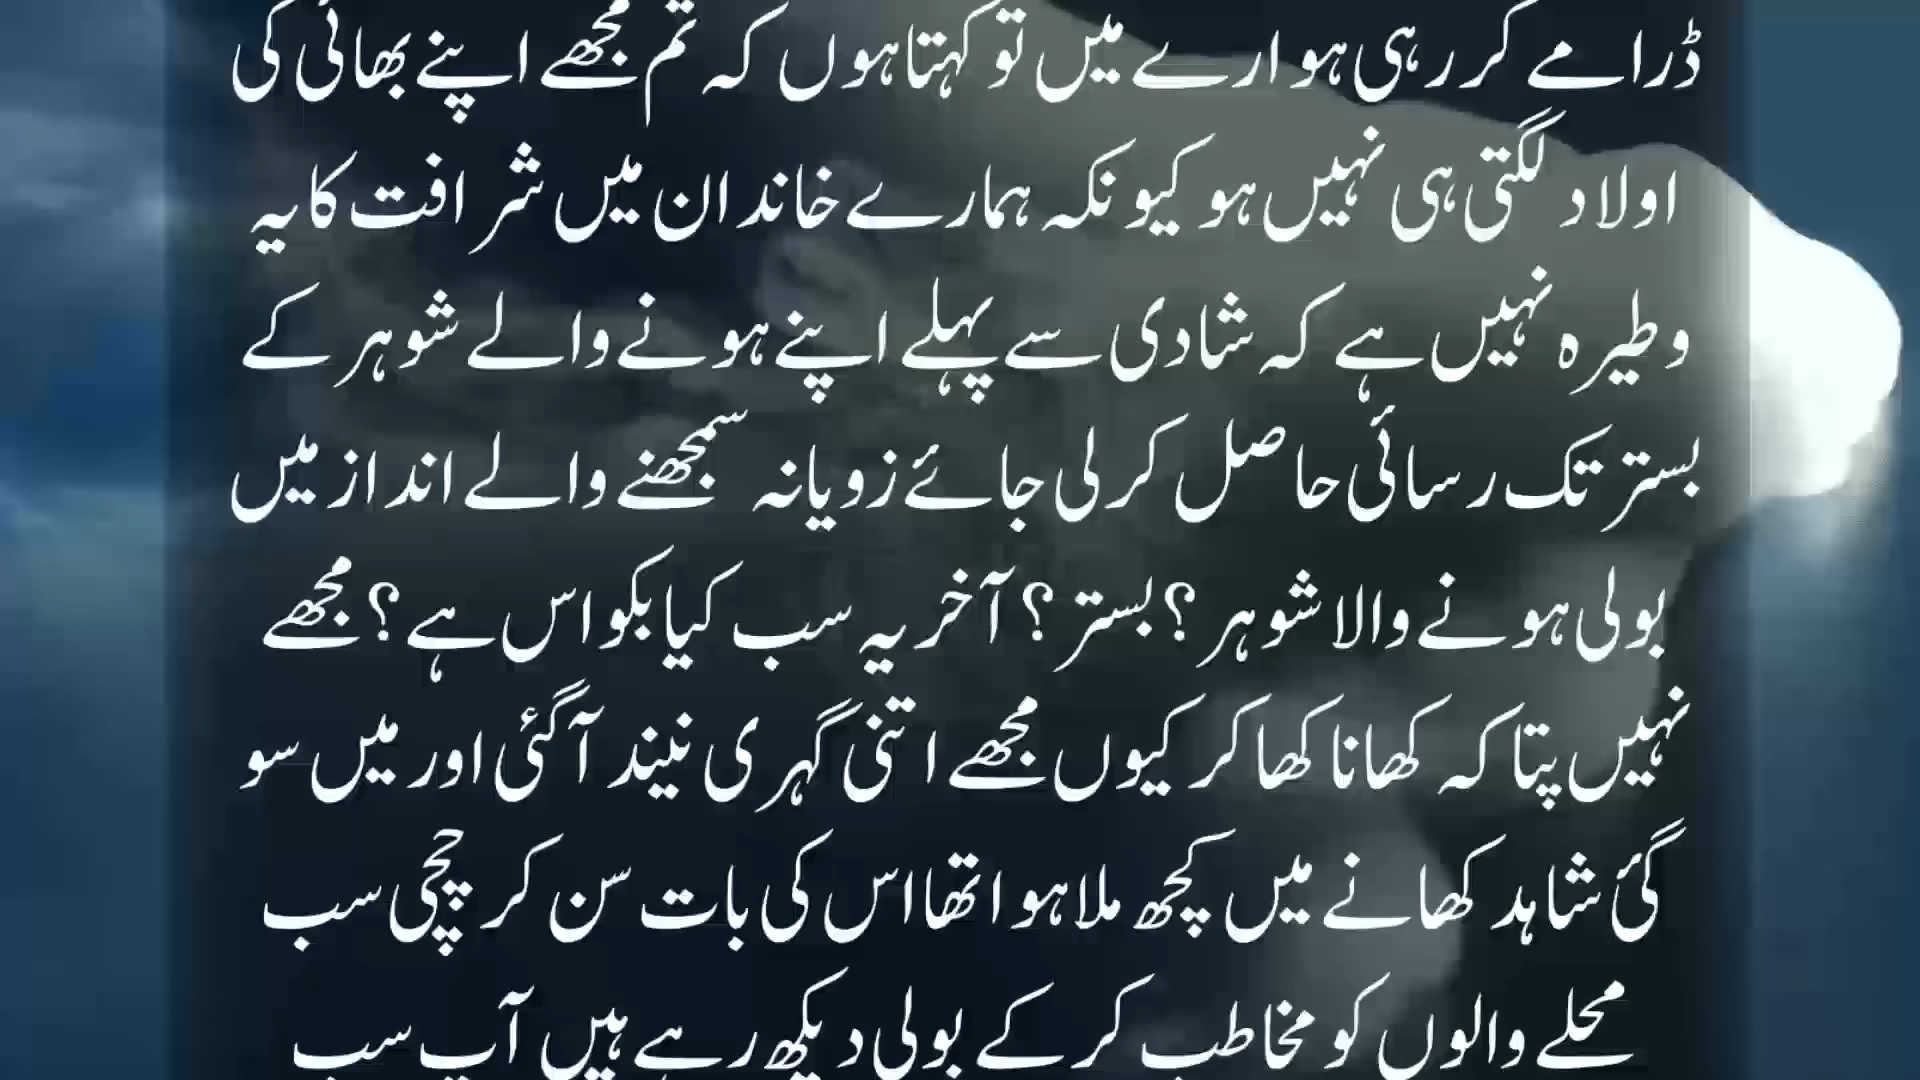 ڈرامے کر رہی ہو ارے میں تو کہتا ہوں کہ تم مجھے اپنے بھائی کی
اولاد لگتی ہی نہیں ہو کیونکہ ہمارے خاندان میں شرافت کا یہ
وطیرہ نہیں ہے کہ شادی سے پہلے اپنے ہونے والے شوہر کے
بستر تک رسائی حاصل کر لی جائے زویا نہ سمجھنے والے انداز میں
بولی ہونے والا شوہر ؟ بستر ؟ آخر یہ سب کیا بکواس ہے ؟ مجھے
نہیں پتا کہ کھانا کھا کر کیوں مجھے اتنی گہری نیند آ گئی اور میں سو
گئ شاہد کھانے میں کچھ ملا ہوا تھا اس کی بات سن کر چچی سب
محلے والوں کو مخاطب کر کے بولی دیکھ رہے ہیں آپ سب